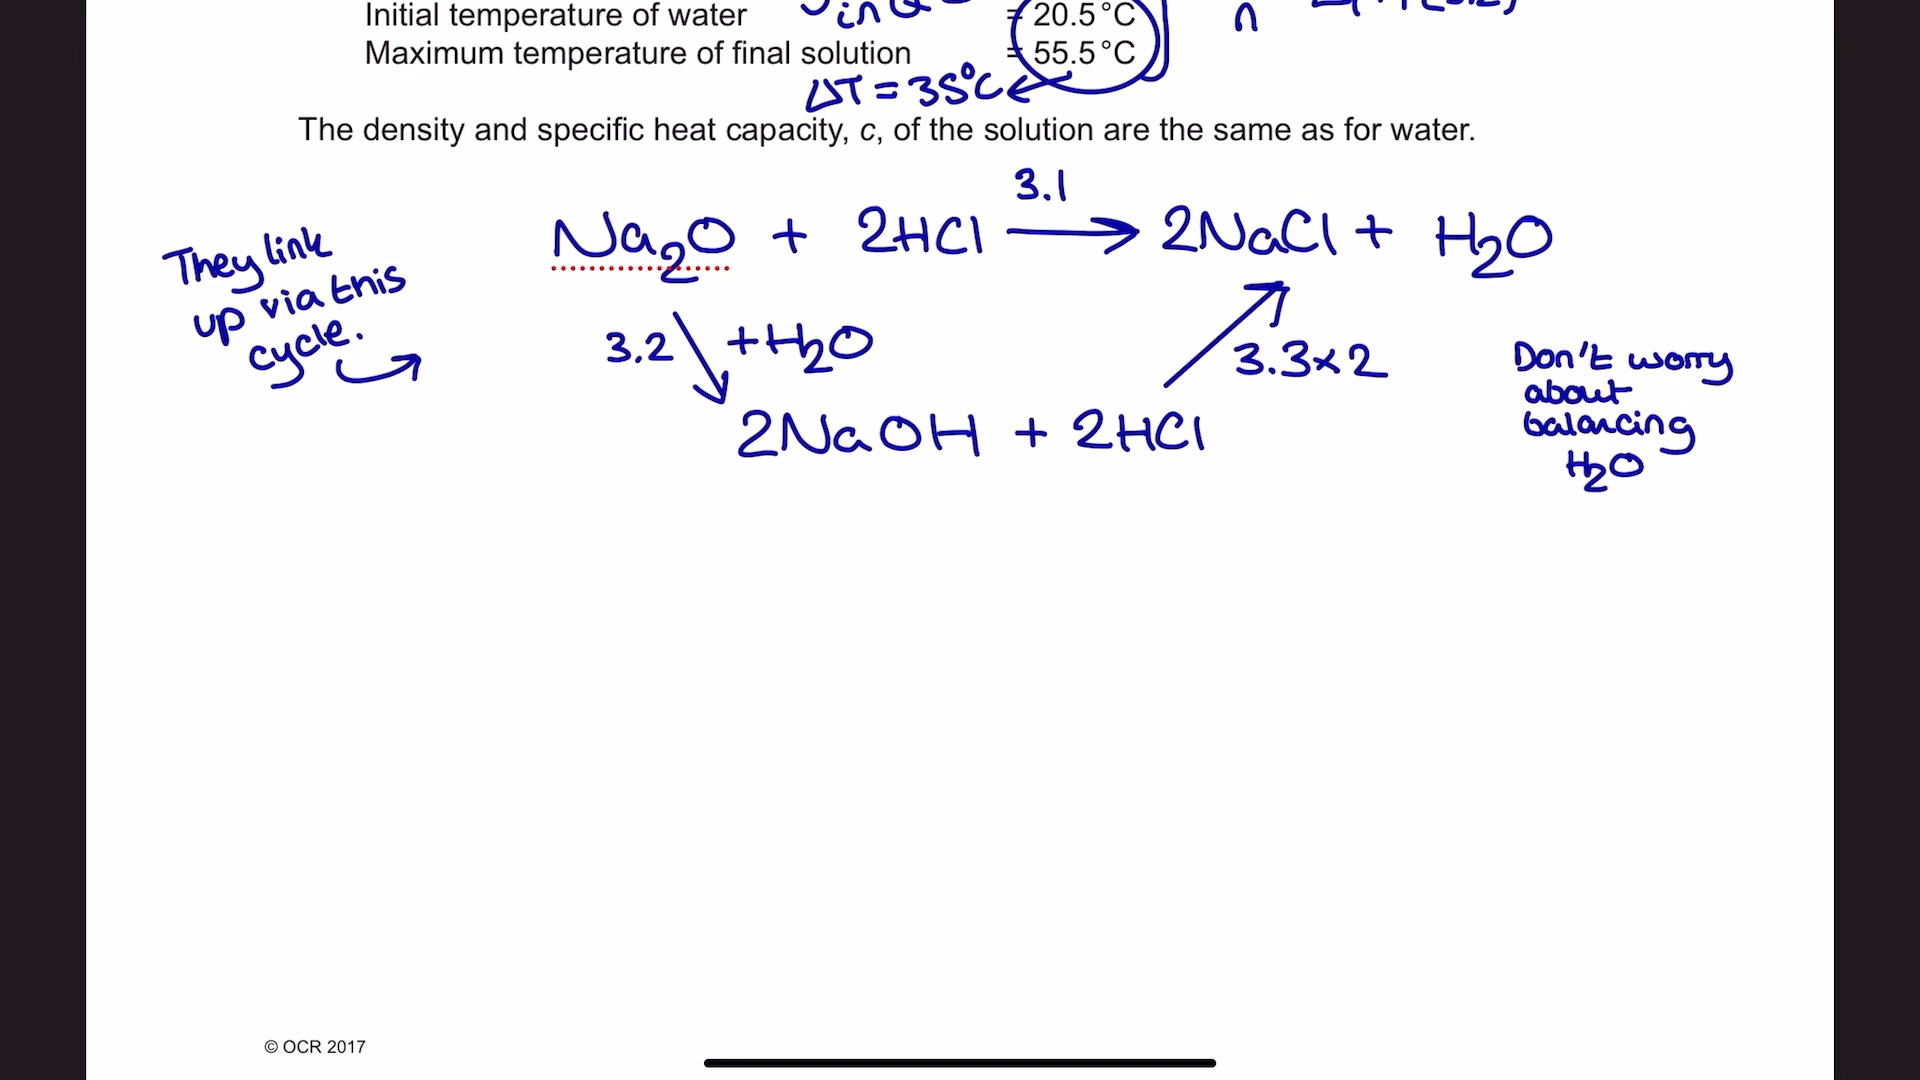 Initial temperature of water = 20.5 °C
Maximum temperature of final solution = 55.5 °C
ΔT = 35°C
The density and specific heat capacity, c, of the solution are the same as for water.
3.1
Na₂O + 2HCl → 2NaCl + H₂O
They link
up via this
cycle.
3.2 + H₂O
3.3×2
2NaOH + 2HCl
Don't worry
about
balancing
H₂O
© OCR 2017